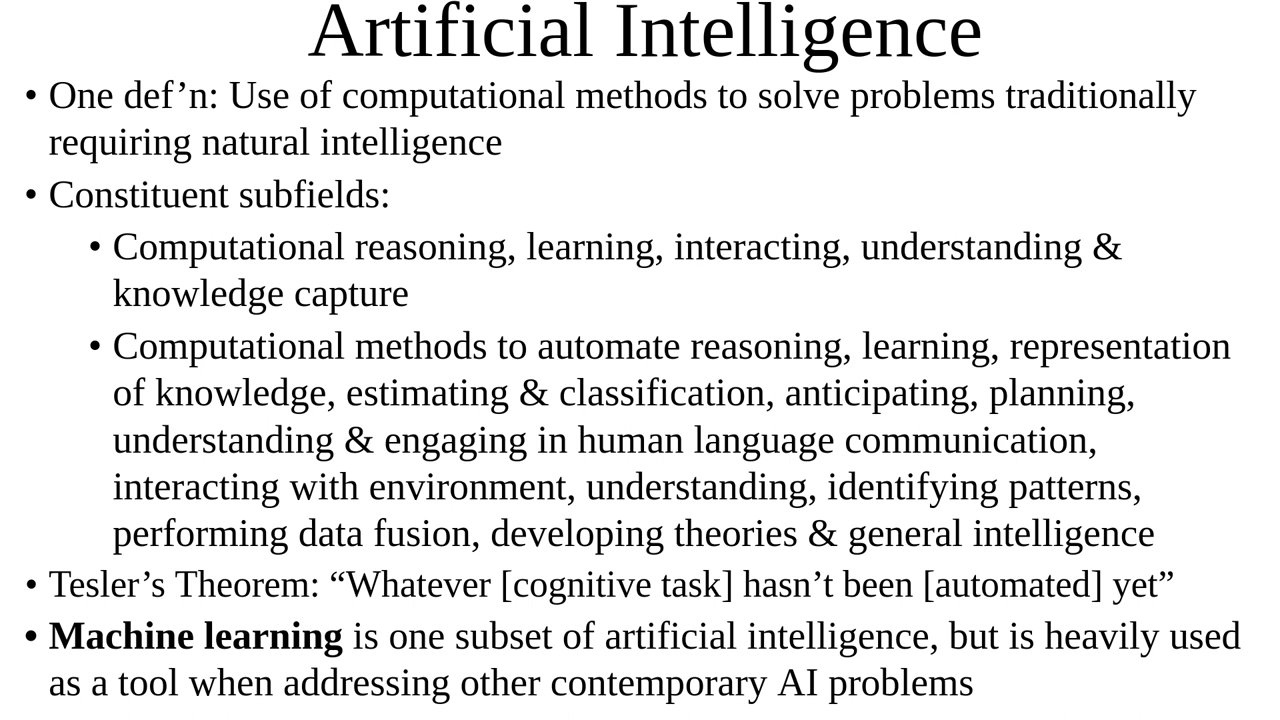 Artificial Intelligence
• One def’n: Use of computational methods to solve problems traditionally
requiring natural intelligence
• Constituent subfields:
• Computational reasoning, learning, interacting, understanding &
knowledge capture
• Computational methods to automate reasoning, learning, representation
of knowledge, estimating & classification, anticipating, planning,
understanding & engaging in human language communication,
interacting with environment, understanding, identifying patterns,
performing data fusion, developing theories & general intelligence
• Tesler’s Theorem: “Whatever [cognitive task] hasn’t been [automated] yet”
• Machine learning is one subset of artificial intelligence, but is heavily used
as a tool when addressing other contemporary AI problems